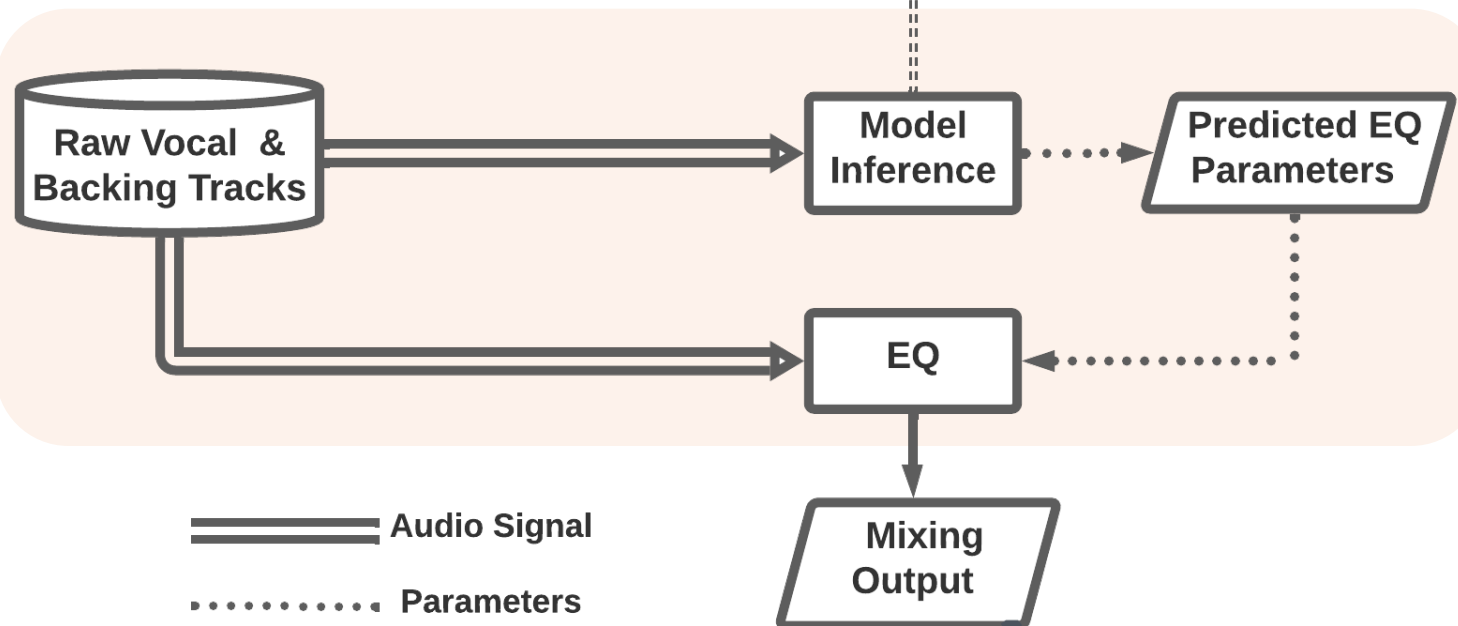 Raw Vocal &
Backing Tracks
Model
Inference
Predicted EQ
Parameters
EQ
Mixing
Output
Audio Signal
Parameters